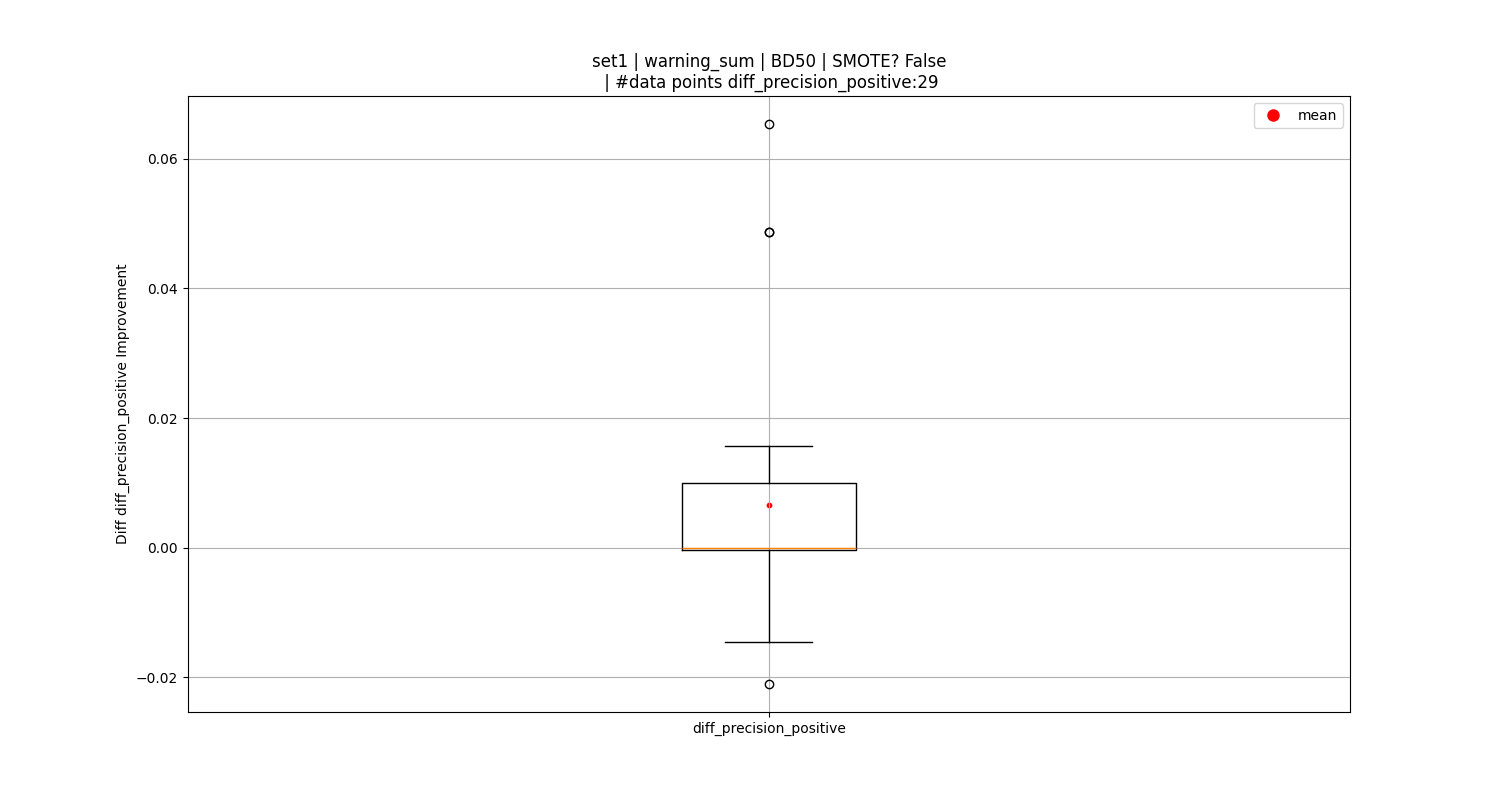 set1 | warning_sum | BD50 | SMOTE? False
| #data points diff_precision_positive:29
mean
0.06
0.04
0.02
0.00
−0.02
Diff diff_precision_positive Improvement
diff_precision_positive